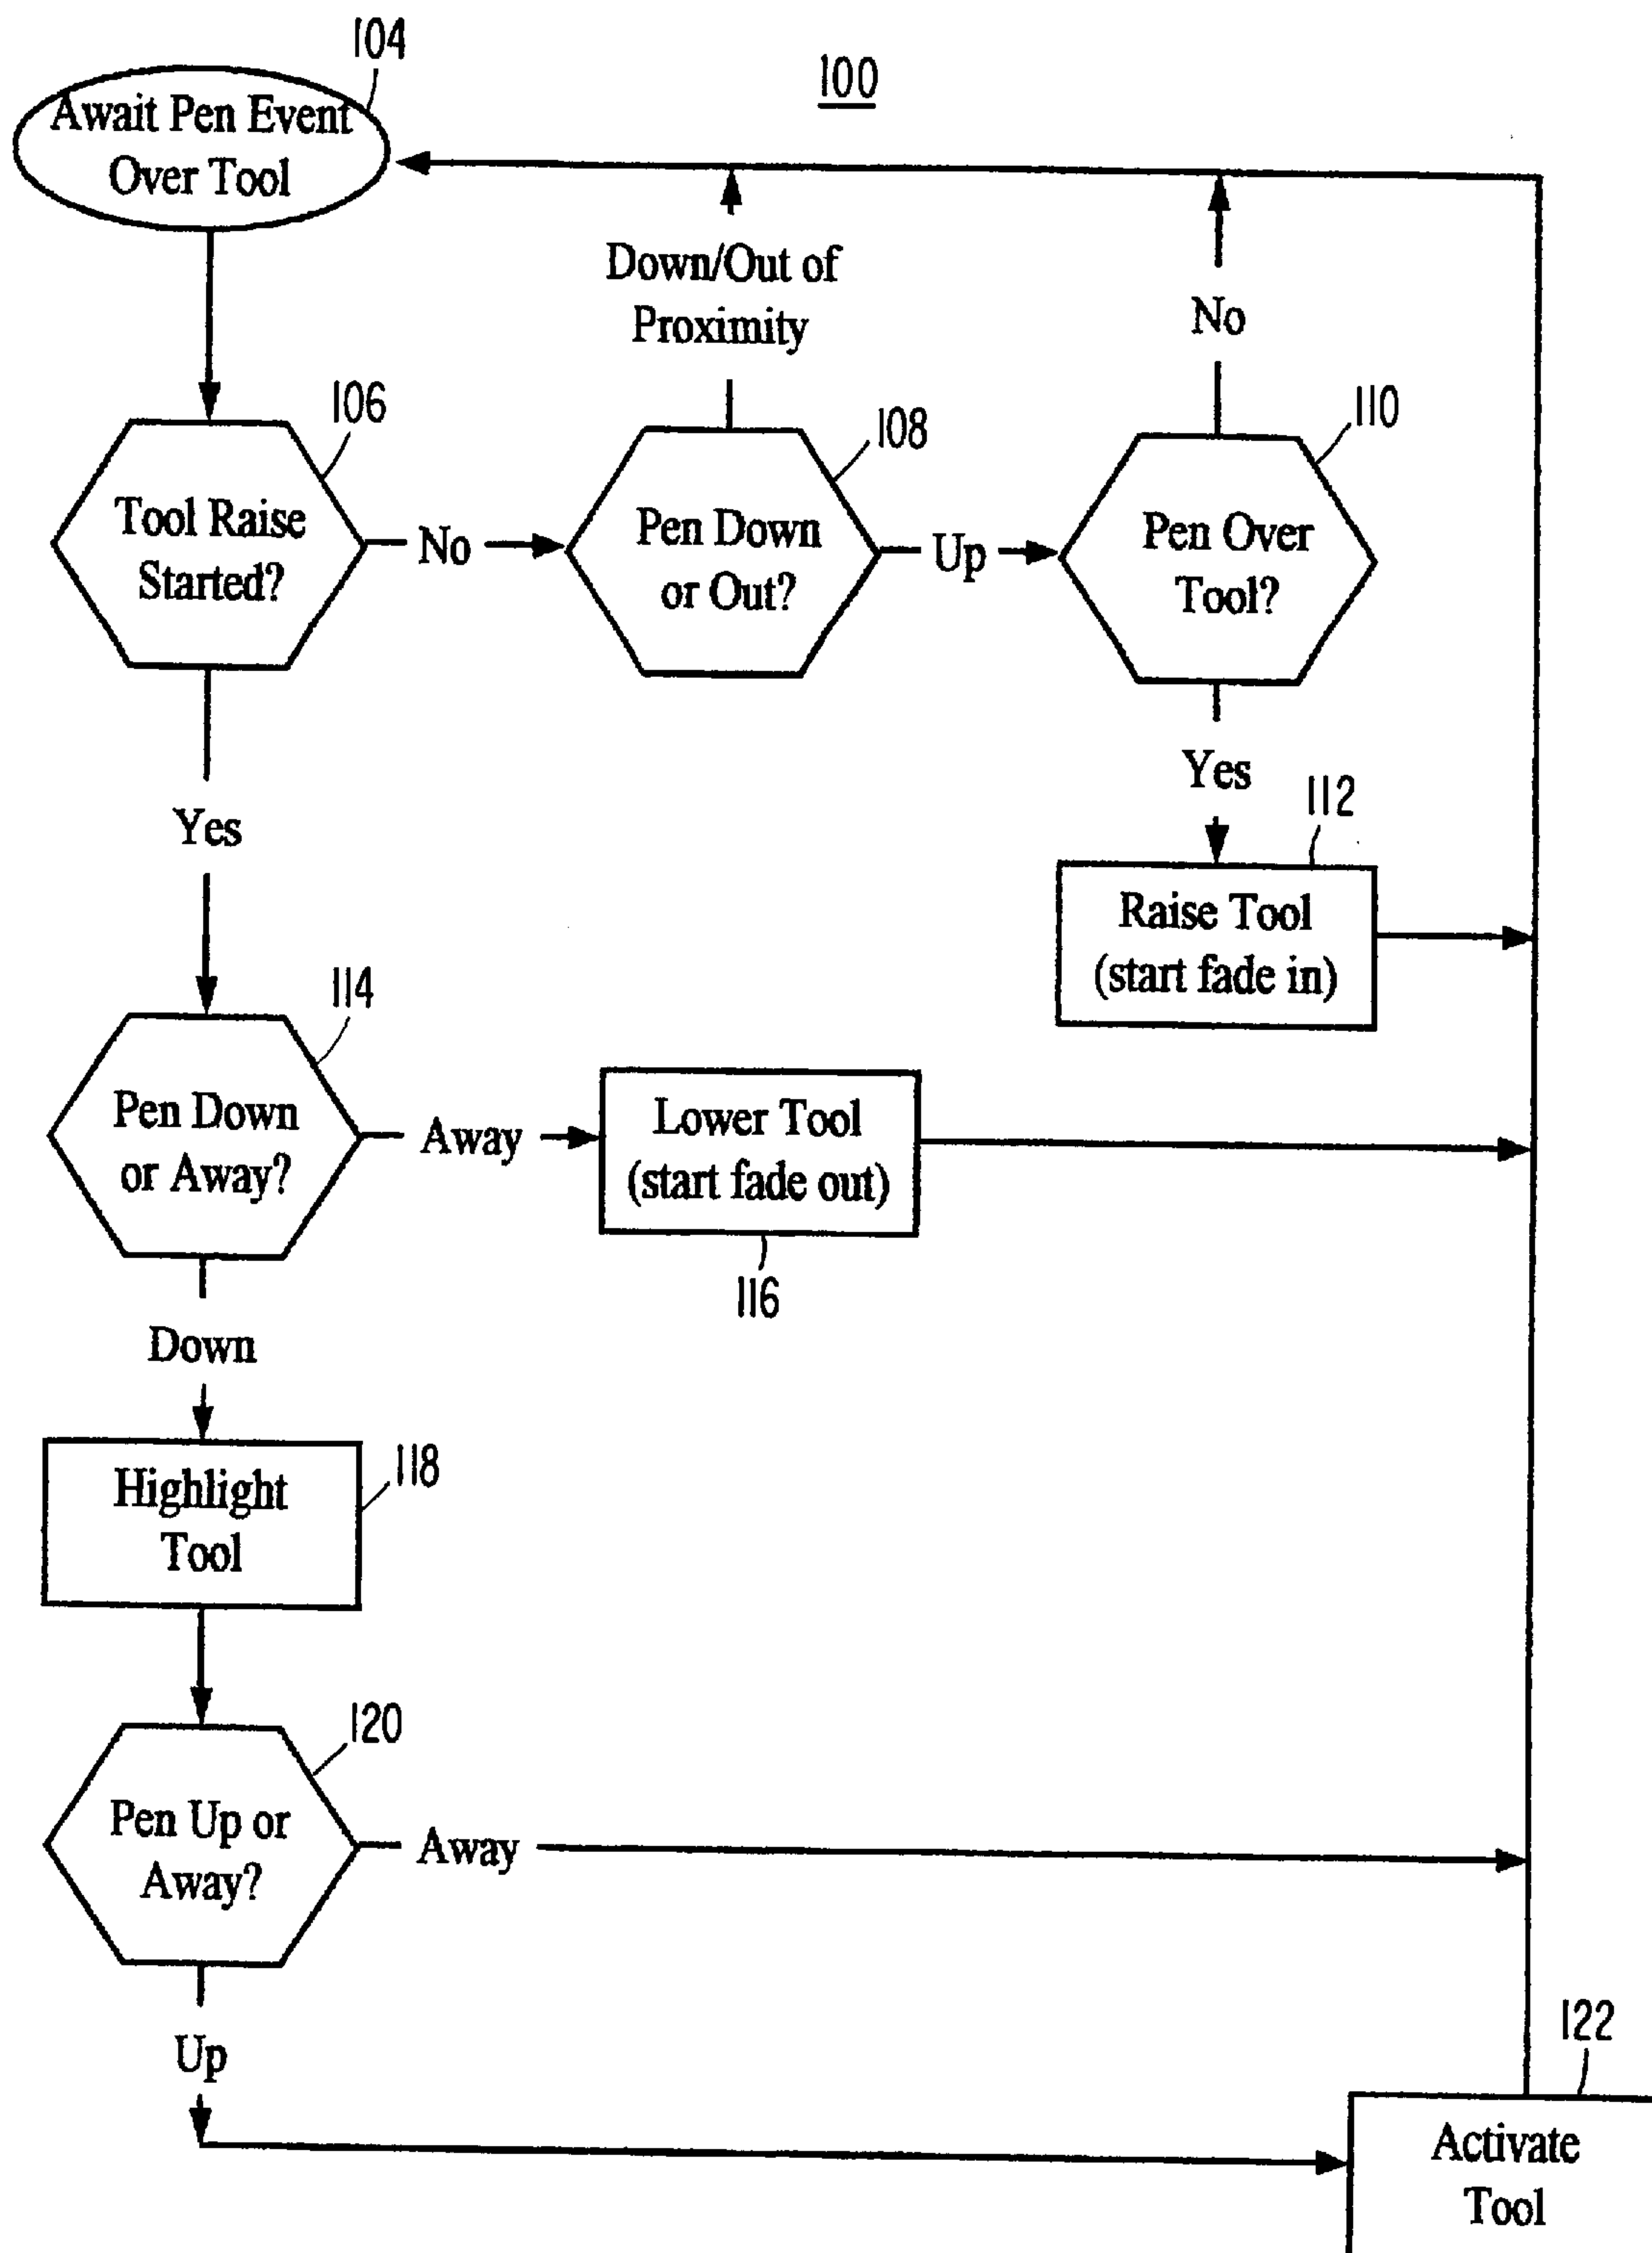 104
100
Await Pen Event
Over Tool
Down/Out of
Proximity
No
106
108
110
Tool Raise
Started?
No
Pen Down
or Out?
Up
Pen Over
Tool?
Yes
Yes
112
Raise Tool
(start fade in)
114
Pen Down
or Away?
Away
Lower Tool
(start fade out)
116
Down
118
Highlight
Tool
120
Pen Up or
Away?
Away
Up
122
Activate
Tool